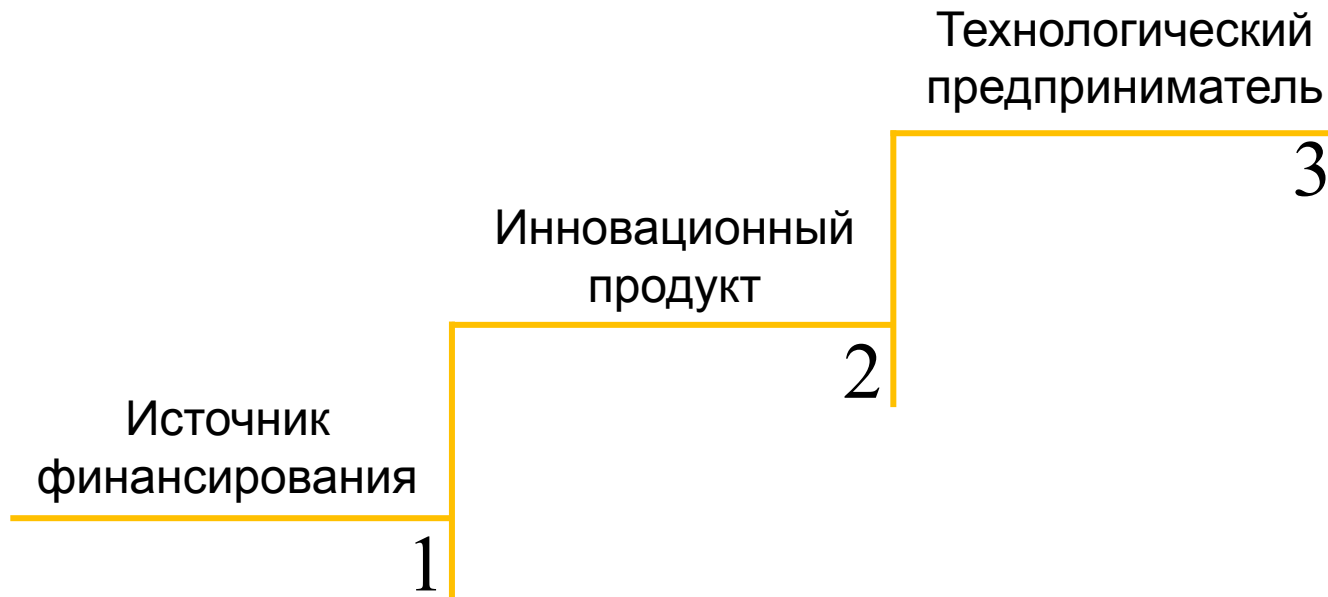 Технологический
предприниматель
3
Инновационный
продукт
2
Источник
финансирования
1